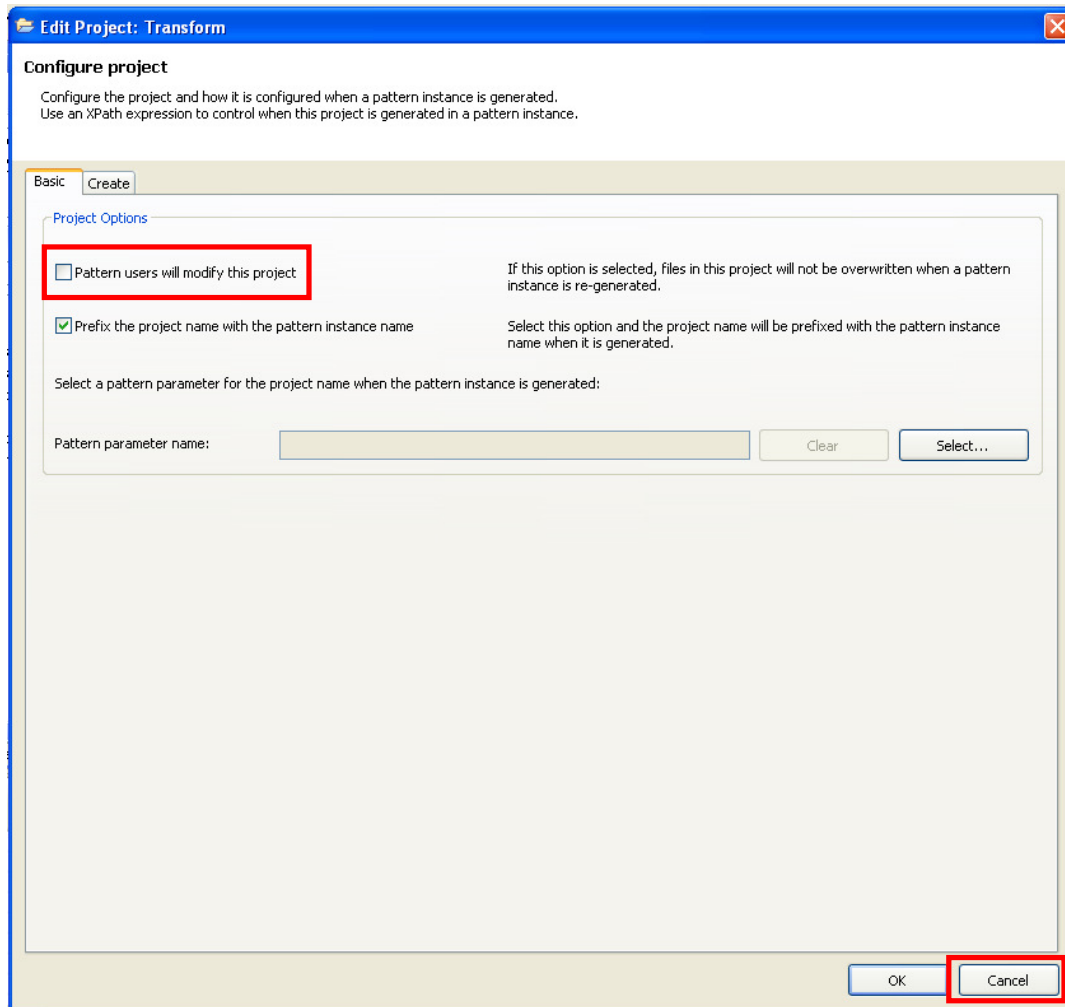 Edit Project: Transform
Configure project
Configure the project and how it is configured when a pattern instance is generated.
Use an XPath expression to control when this project is generated in a pattern instance.
Basic
Create
Project Options
Pattern users will modify this project
If this option is selected, files in this project will not be overwritten when a pattern
instance is re-generated.
Prefix the project name with the pattern instance name
Select this option and the project name will be prefixed with the pattern instance
name when it is generated.
Select a pattern parameter for the project name when the pattern instance is generated:
Pattern parameter name:
Clear
Select...
OK
Cancel